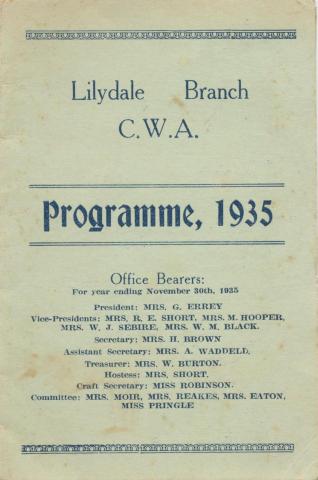 Lilydale Branch
C.W.A.
Programme, 1935
Office Bearers:
For year ending November 30th, 1935
President: MRS. G. ERREY
Vice-Presidents: MRS. R. E. SHORT, MRS. M. HOOPER,
MRS. W. J. SEBIRE, MRS. W. M. BLACK.
Secretary: MRS. H. BROWN
Assistant Secretary: MRS. A. WADDELL.
Treasurer: MRS. W. BURTON.
Hostess: MRS. SHORT.
Craft Secretary: MISS ROBINSON.
Committee: MRS. MOIR, MRS. REAKES, MRS. EATON,
MISS PRINGLE